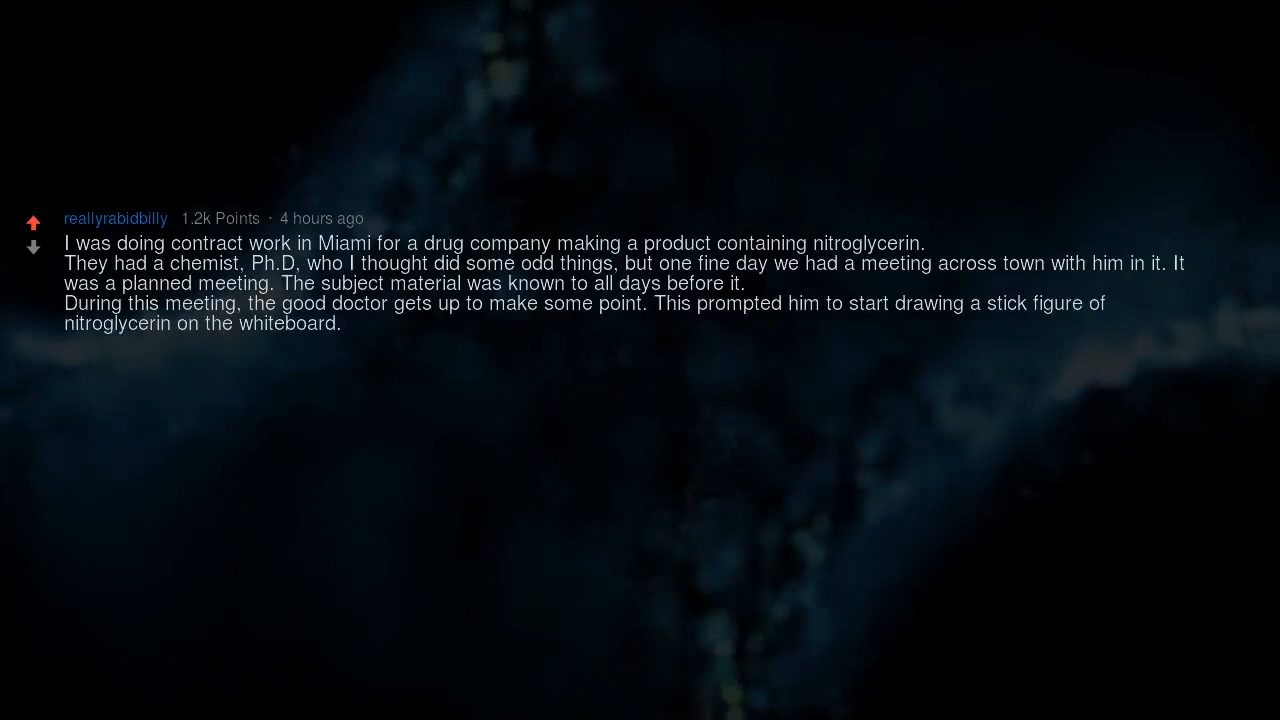 reallyrabidbilly 1.2k Points · 4 hours ago
I was doing contract work in Miami for a drug company making a product containing nitroglycerin.
They had a chemist, Ph.D, who I thought did some odd things, but one fine day we had a meeting across town with him in it. It
was a planned meeting. The subject material was known to all days before it.
During this meeting, the good doctor gets up to make some point. This prompted him to start drawing a stick figure of
nitroglycerin on the whiteboard.